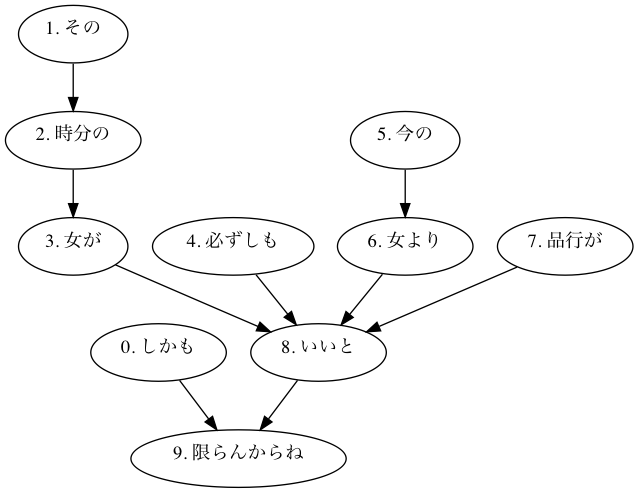 1. その
2. 時分の
5. 今の
3. 女が
4. 必ずしも
6. 女より
7. 品行が
0. しかも
8. いいと
9. 限らんからね